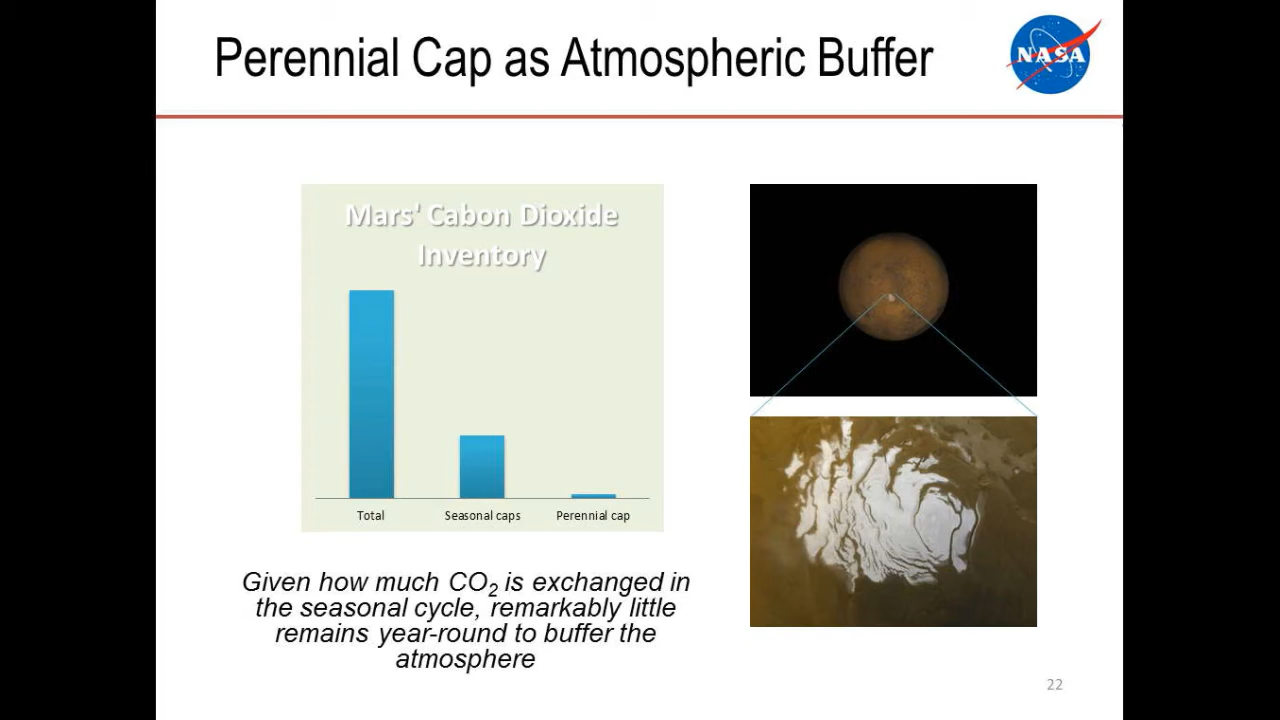 Perennial Cap as Atmospheric Buffer
NASA
Mars' Cabon Dioxide
Inventory
Total
Seasonal caps
Perennial cap
Given how much CO₂ is exchanged in
the seasonal cycle, remarkably little
remains year-round to buffer the
atmosphere
22